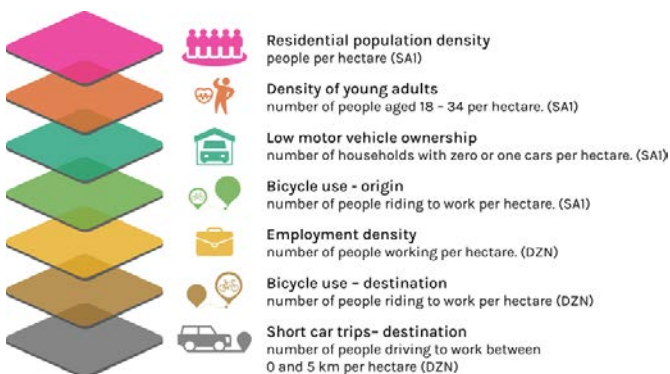 Residential population density
people per hectare (SA1)
Density of young adults
number of people aged 18 – 34 per hectare. (SA1)
Low motor vehicle ownership
number of households with zero or one cars per hectare. (SA1)
Bicycle use - origin
number of people riding to work per hectare. (SA1)
Employment density
number of people working per hectare. (DZN)
Bicycle use – destination
number of people riding to work per hectare (DZN)
Short car trips– destination
number of people driving to work between
0 and 5 km per hectare (DZN)